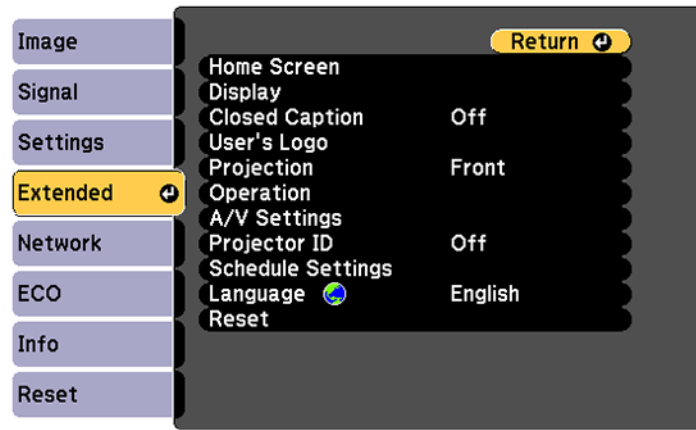 Image
Signal
Settings
Extended
Network
ECO
Info
Reset
Return
Home Screen
Display
Closed Caption Off
User's Logo
Projection Front
Operation
A/V Settings
Projector ID Off
Schedule Settings
Language English
Reset